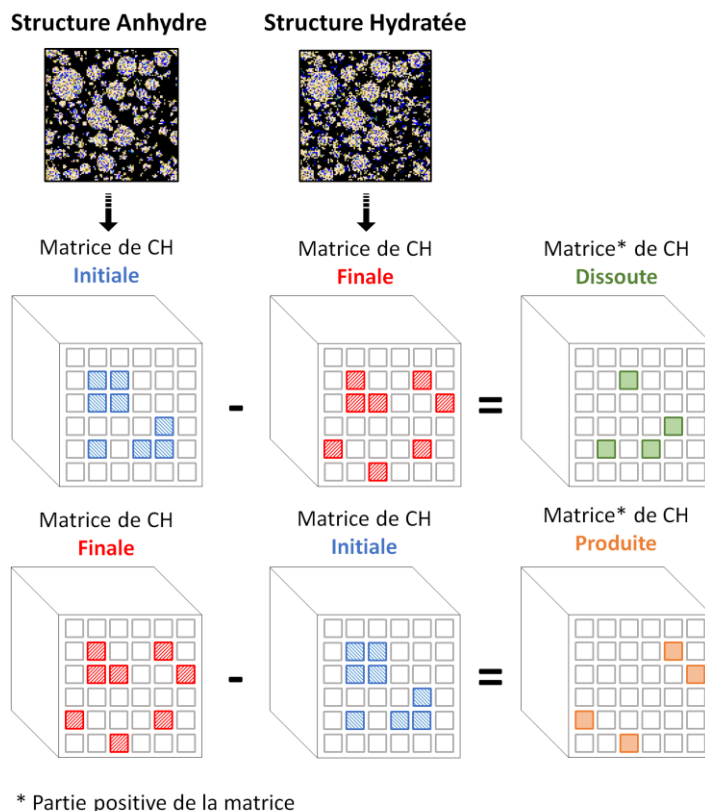 Structure Anhydre
Structure Hydratée
Matrice de CH
Initiale
Matrice de CH
Finale
Matrice* de CH
Dissoute
-
=
Matrice de CH
Finale
Matrice de CH
Initiale
Matrice* de CH
Produite
-
=
* Partie positive de la matrice